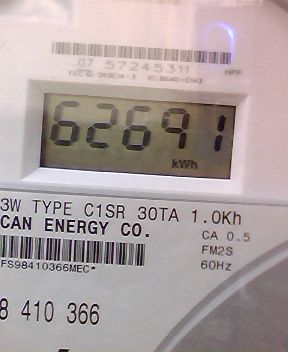 07 57245311
HPP
62691
kWh
3W TYPE C1SR 30TA 1.0Kh
CAN ENERGY CO.
CA 0.5
FM2S
60Hz
FS98410366MEC*
8 410 366